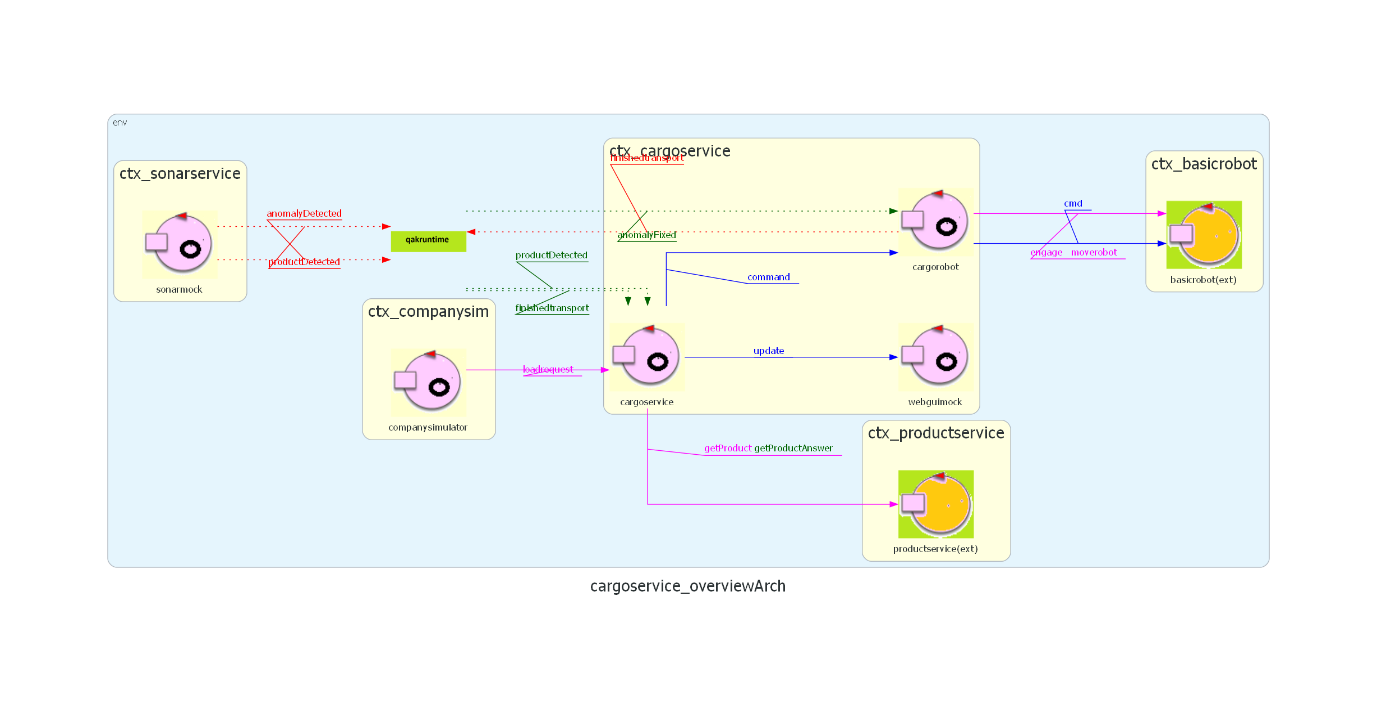 env
ctx_cargoservice
finishedtransport
ctx_basicrobot
ctx_sonarservice
cmd
anomalyDetected
anomalyFixed
qakruntime
engage moverobot
productDetected
productDetected
cargorobot
command
basicrobot(ext)
sonarmock
ctx_companysim
finishedtransport
update
loadrequest
cargoservice
webguimock
companysimulator
ctx_productservice
getProduct getProductAnswer
productservice(ext)
cargoservice_overviewArch